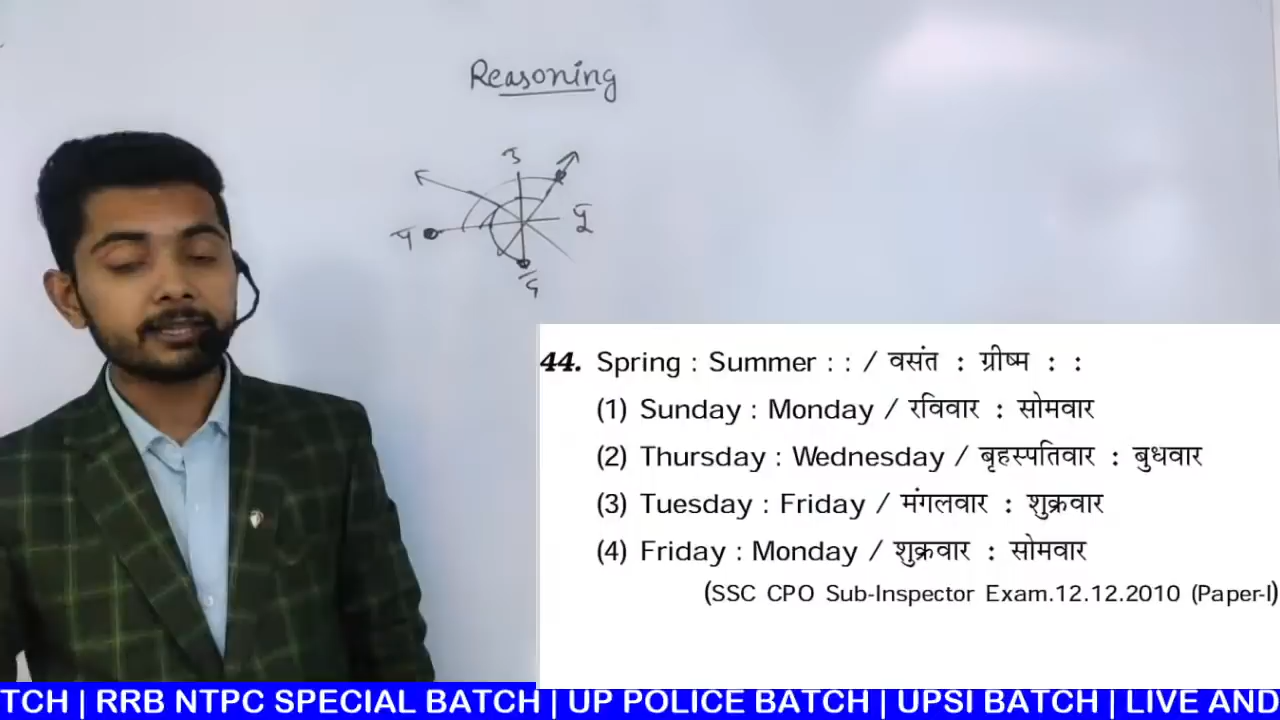 Reasoning
उ
पू
प
द
44. Spring : Summer : : / वसंत : ग्रीष्म : :
(1) Sunday : Monday / रविवार : सोमवार
(2) Thursday : Wednesday / बृहस्पतिवार : बुधवार
(3) Tuesday : Friday / मंगलवार : शुक्रवार
(4) Friday : Monday / शुक्रवार : सोमवार
(SSC CPO Sub-Inspector Exam.12.12.2010 (Paper-I)
TCH | RRB NTPC SPECIAL BATCH | UP POLICE BATCH | UPSI BATCH | LIVE AND